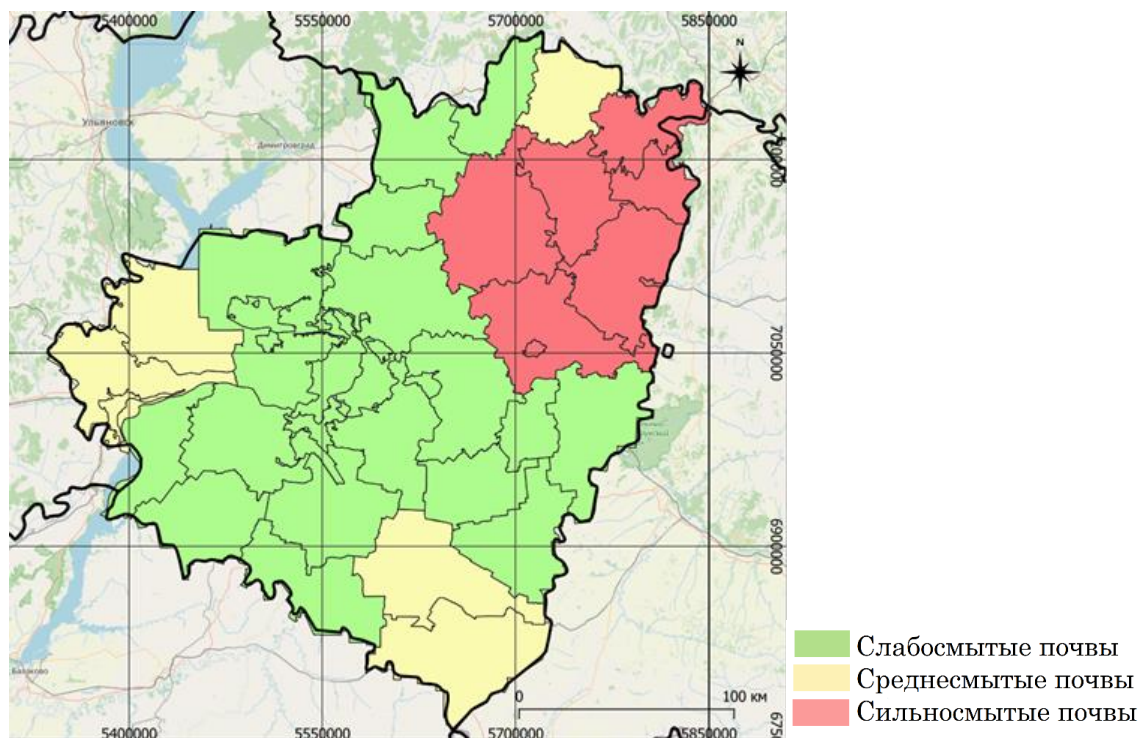 5400000 5550000 5700000 5850000
N
Ульяновск
Димитровград
7050000
6900000
Балаково
0 100 км
5400000 5550000 5700000
Слабосмытые почвы
Среднесмытые почвы
Сильносмытые почвы